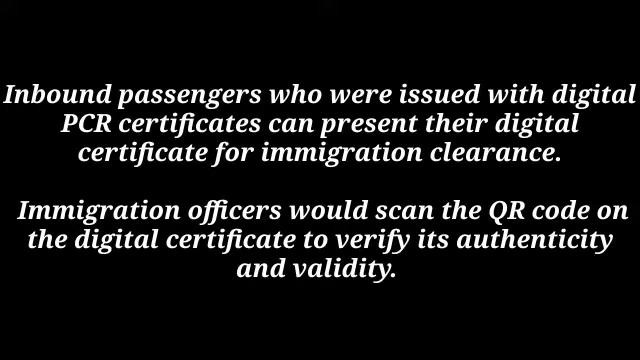 Inbound passengers who were issued with digital
PCR certificates can present their digital
certificate for immigration clearance.
Immigration officers would scan the QR code on
the digital certificate to verify its authenticity
and validity.